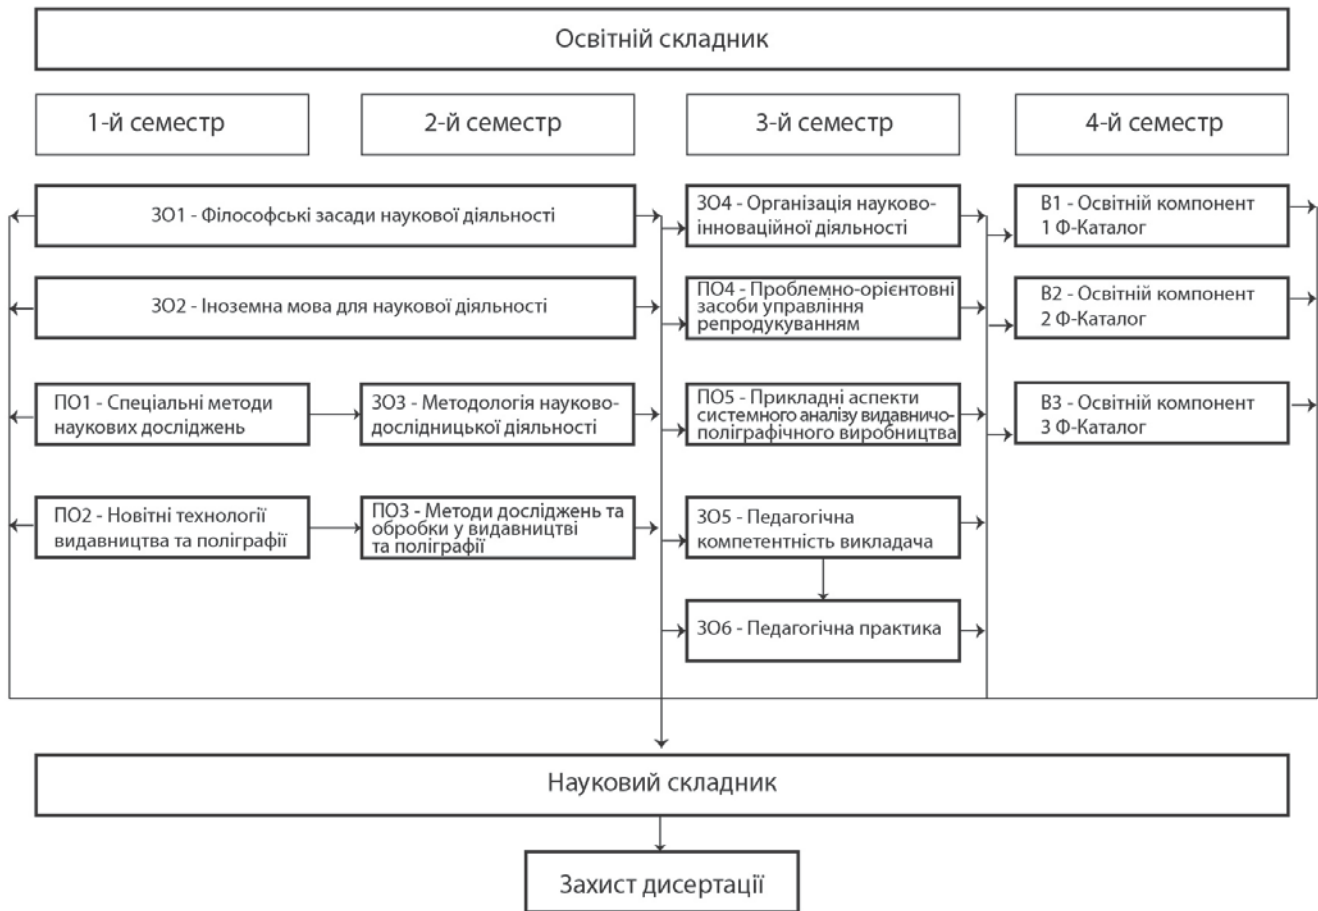 Освітній складник
1-й семестр
2-й семестр
3-й семестр
4-й семестр
ЗО1 - Філософські засади наукової діяльності
ЗО4 - Організація науково-
інноваційної діяльності
В1 - Освітній компонент
1 Ф-Каталог
ЗО2 - Іноземна мова для наукової діяльності
ПО4 - Проблемно-орієнтовні
засоби управління
репродукуванням
В2 - Освітній компонент
2 Ф-Каталог
ПО1 - Спеціальні методи
наукових досліджень
ЗО3 - Методологія науково-
дослідницької діяльності
ПО5 - Прикладні аспекти
системного аналізу видавничо-
поліграфічного виробництва
В3 - Освітній компонент
3 Ф-Каталог
ПО2 - Новітні технології
видавництва та поліграфії
ПО3 - Методи досліджень та
обробки у видавництві
та поліграфії
ЗО5 - Педагогічна
компетентність викладача
ЗО6 - Педагогічна практика
Науковий складник
Захист дисертації